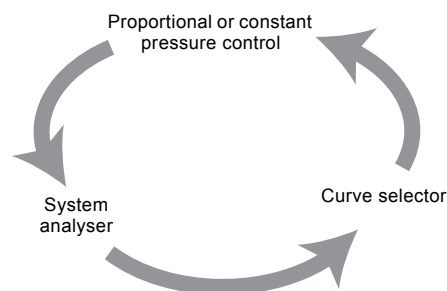 Proportional or constant
pressure control
System
analyser
Curve selector